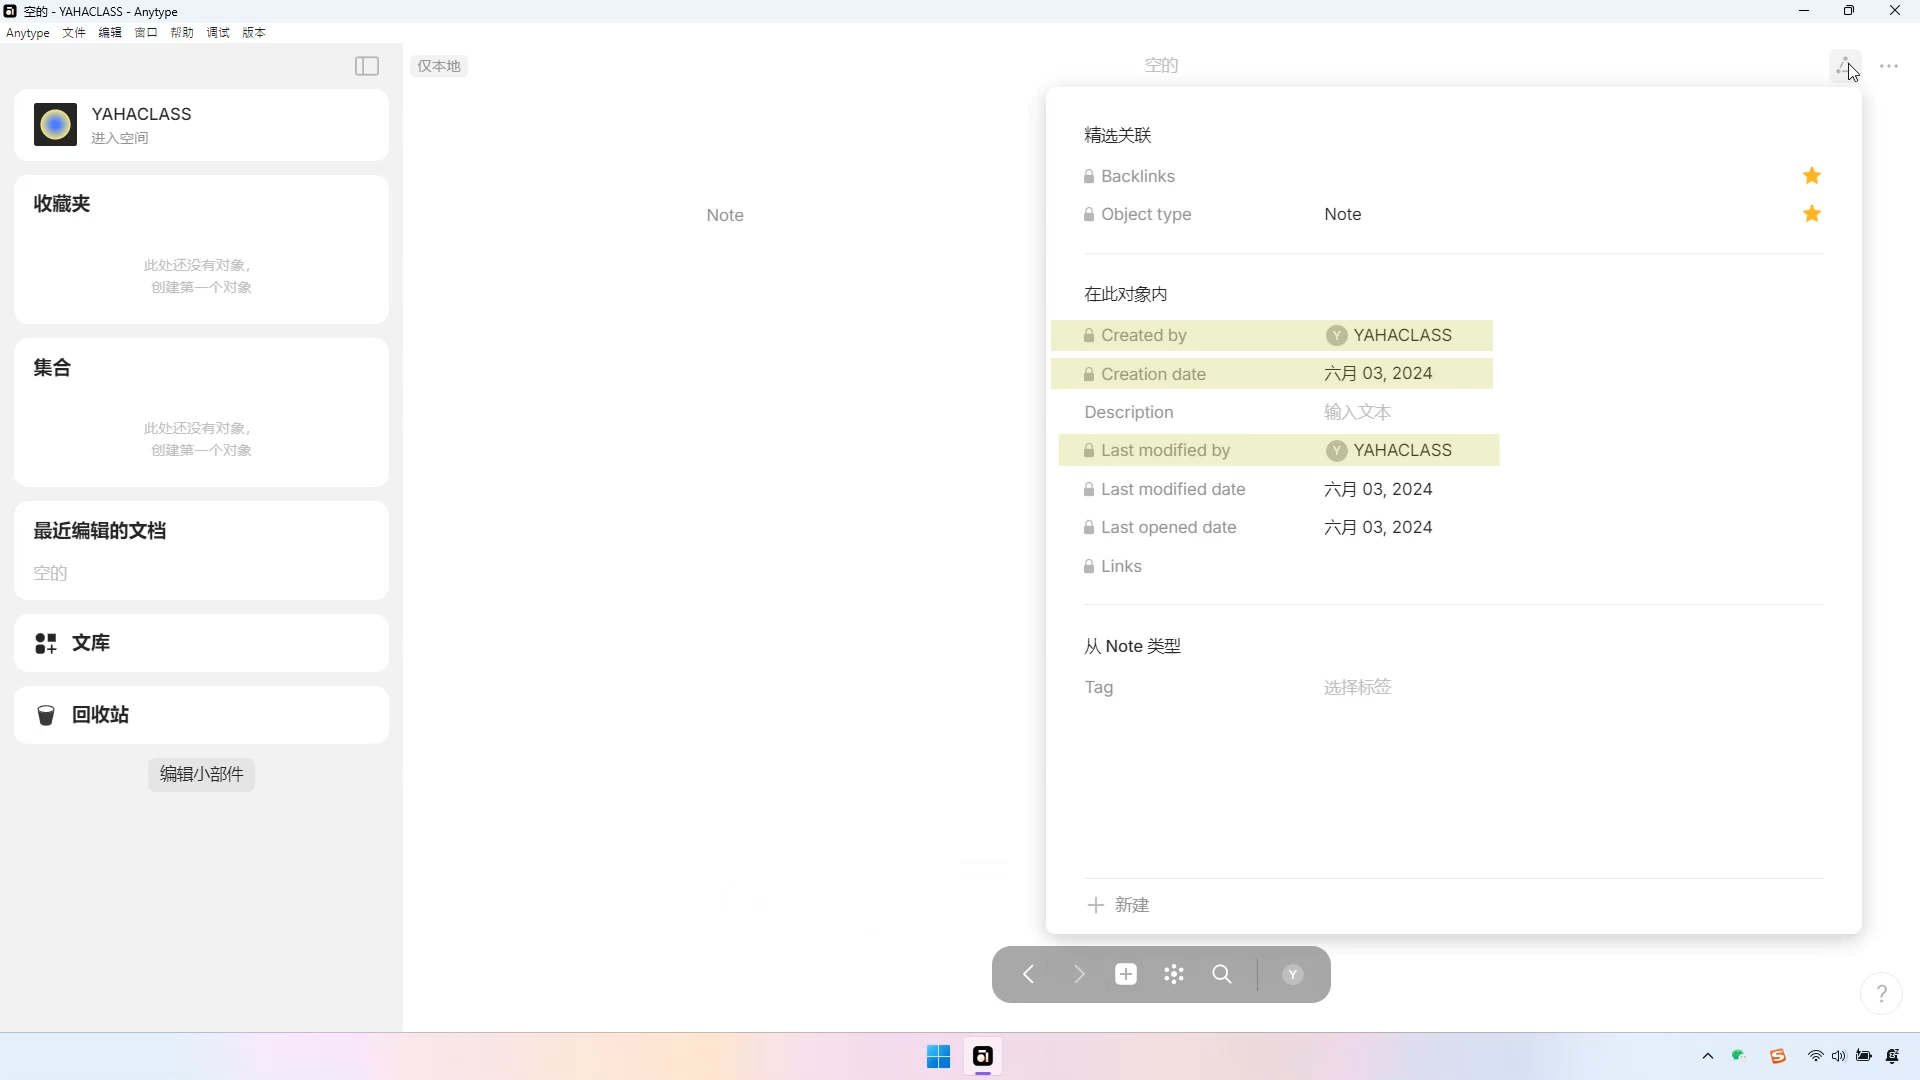 空的 - YAHACLASS - Anytype
Anytype 文件 编辑 窗口 帮助 调试 版本
YAHACLASS
进入空间
收藏夹
此处还没有对象，
创建第一个对象
集合
此处还没有对象，
创建第一个对象
最近编辑的文档
空的
文库
回收站
编辑小部件
仅本地
空的
Note
精选关联
Backlinks
Object type Note
在此对象内
Created by Y YAHACLASS
Creation date 六月 03, 2024
Description 输入文本
Last modified by Y YAHACLASS
Last modified date 六月 03, 2024
Last opened date 六月 03, 2024
Links
从 Note 类型
Tag 选择标签
新建
Y
?